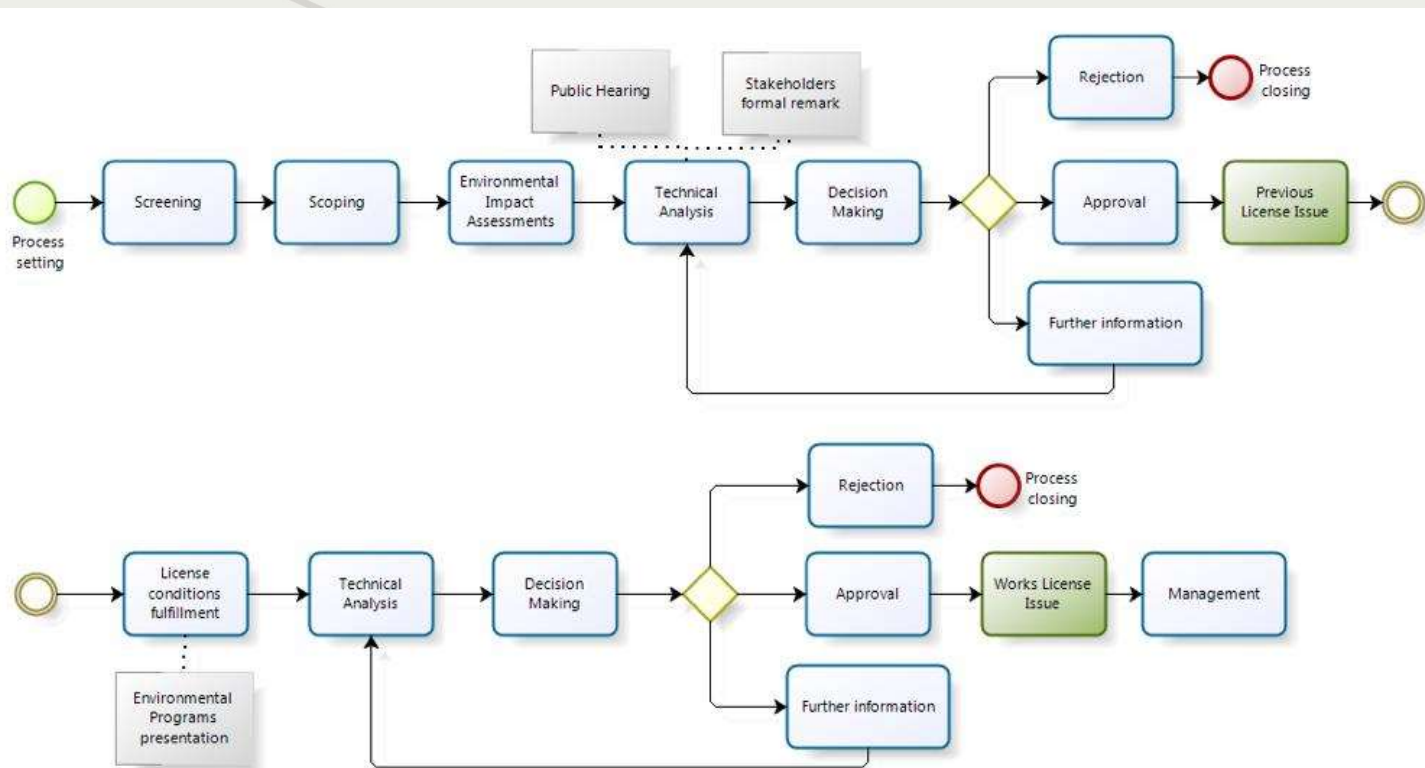 Public Hearing
Stakeholders
formal remark
Rejection
Process
closing
Process
setting
Screening
Scoping
Environmental
Impact
Assessments
Technical
Analysis
Decision
Making
Approval
Previous
License Issue
Further information
Rejection
Process
closing
License
conditions
fulfillment
Technical
Analysis
Decision
Making
Approval
Works License
Issue
Management
Further information
Environmental
Programs
presentation